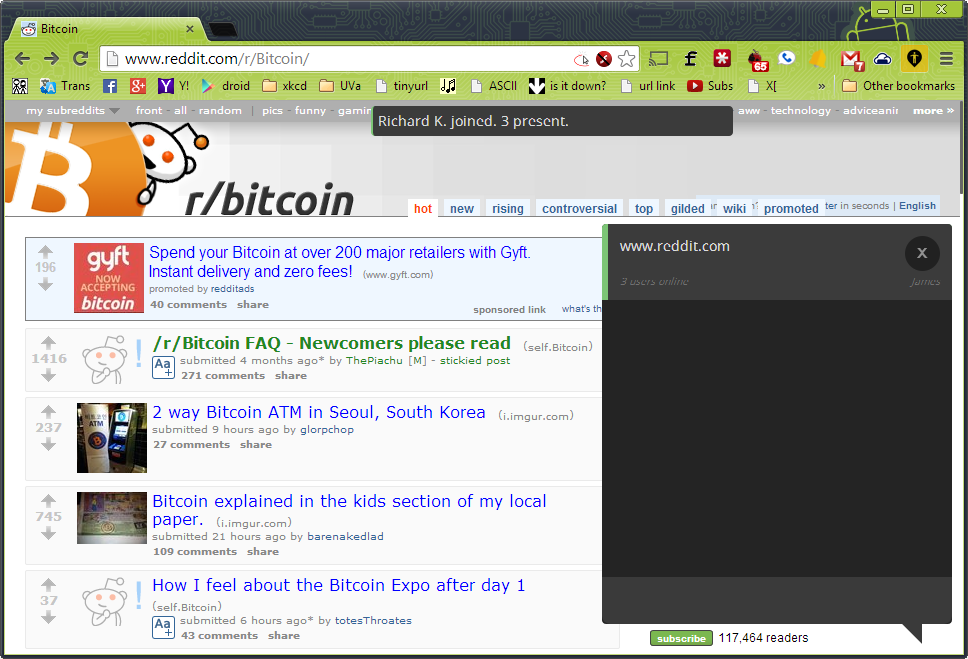 Bitcoin
www.reddit.com/r/Bitcoin/
65
7
Trans
Y!
droid
xkcd
UVa
tinyurl
ASCII
is it down?
url link
Subs
X[
»
Other bookmarks
my subreddits
front - all - random | pics - funny - gamin
aww - technology - adviceani
more »
Richard K. joined. 3 present.
r/bitcoin
hot
new
rising
controversial
top
gilded
wiki
promoted
ter in seconds | English
196
gyft
NOW
ACCEPTING
bitcoin
Spend your Bitcoin at over 200 major retailers with Gyft.
Instant delivery and zero fees! (www.gyft.com)
promoted by redditads
40 comments share
sponsored link what's th
www.reddit.com
X
3 users online
James
1416
/r/Bitcoin FAQ - Newcomers please read (self.Bitcoin)
Aa+ submitted 4 months ago* by ThePiachu [M] - stickied post
271 comments share
237
ATM
2 way Bitcoin ATM in Seoul, South Korea (i.imgur.com)
submitted 9 hours ago by glorpchop
27 comments share
745
Bitcoin explained in the kids section of my local
paper. (i.imgur.com)
submitted 21 hours ago by barenakedlad
109 comments share
37
How I feel about the Bitcoin Expo after day 1
(self.Bitcoin)
Aa+ submitted 6 hours ago* by totesThroates
43 comments share
subscribe 117,464 readers